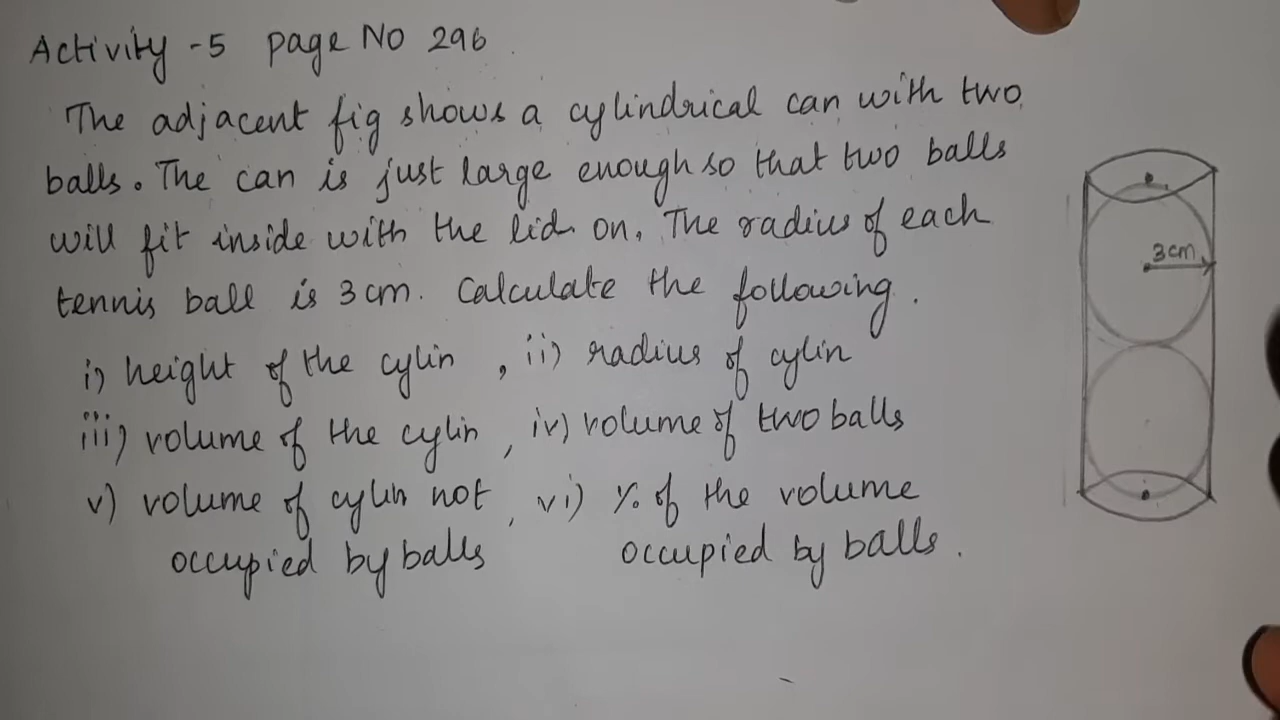 Activity -5 page No 296
The adjacent fig shows a cylindrical can with two
balls. The can is just large enough so that two balls
will fit inside with the lid on. The radius of each
tennis ball is 3 cm. Calculate the following.
i) height of the cylin , ii) radius of cylin
iii) volume of the cylin , iv) volume of two balls
v) volume of cylin not , vi) % of the volume
occupied by balls occupied by balls.
3cm